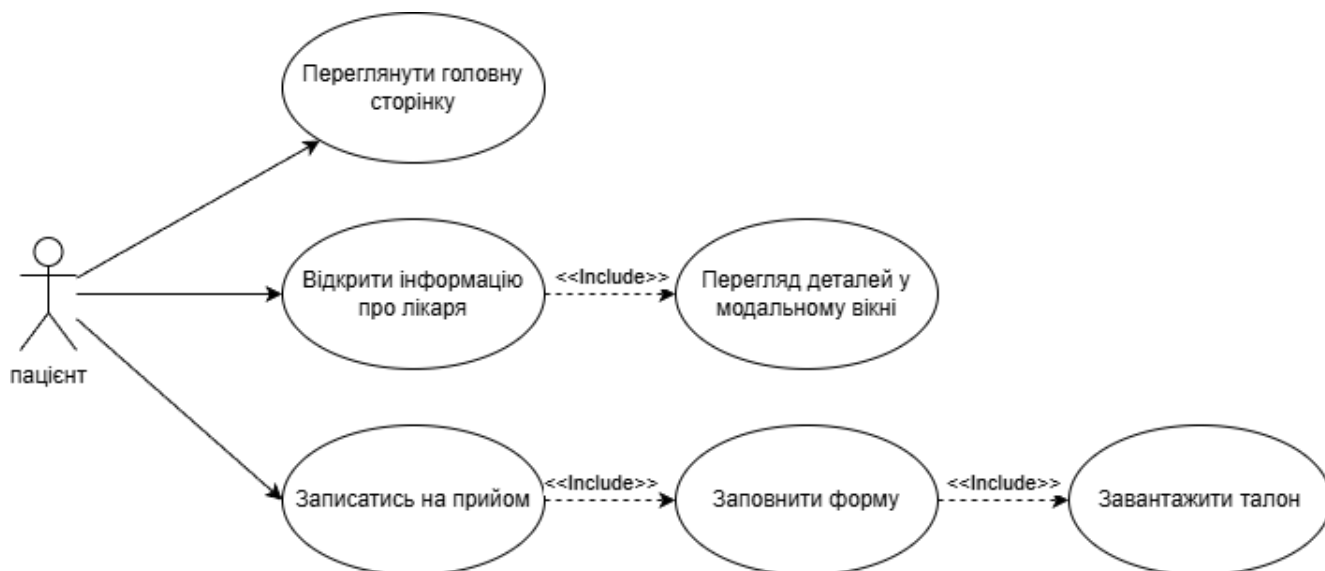 Переглянути головну
сторінку
Відкрити інформацію
про лікаря
<<Include>>
Перегляд деталей у
модальному вікні
пацієнт
Записатись на прийом
<<Include>>
Заповнити форму
<<Include>>
Завантажити талон